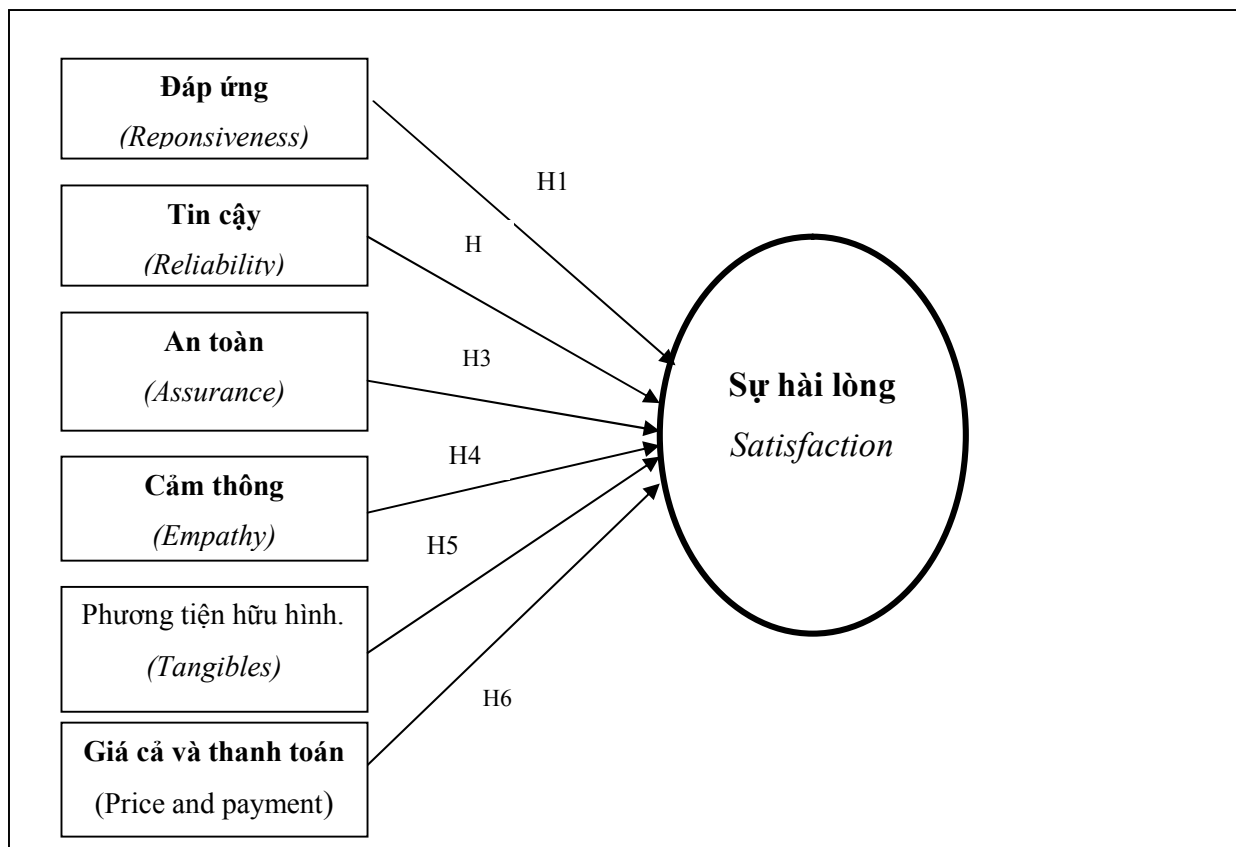 Đáp ứng
(Reponsiveness)
H1
Tin cậy
(Reliability)
H
An toàn
(Assurance)
H3
Cảm thông
(Empathy)
H4
Phương tiện hữu hình.
(Tangibles)
H5
Giá cả và thanh toán
(Price and payment)
H6
Sự hài lòng
Satisfaction